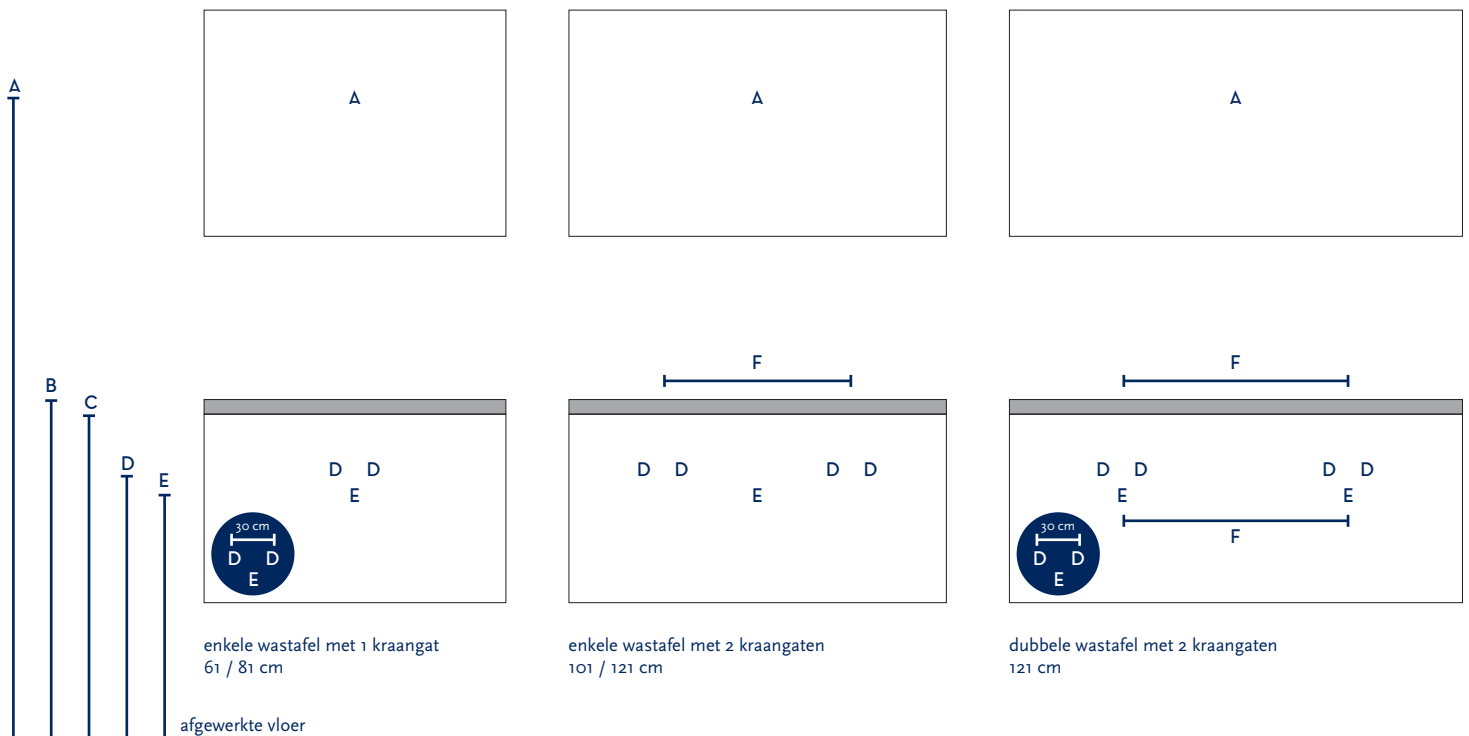 A
A
A
A
B
C
D
E
D D
E
30 cm
D D
E
F
D D
D D
E
F
D D
D D
E
E
F
30 cm
D D
E
enkele wastafel met 1 kraangat
61 / 81 cm
enkele wastafel met 2 kraangaten
101 / 121 cm
dubbele wastafel met 2 kraangaten
121 cm
afgewerkte vloer